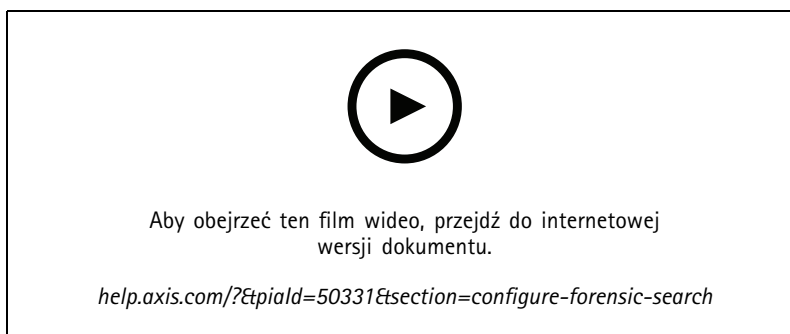 Aby obejrzeć ten film wideo, przejdź do internetowej
wersji dokumentu.
help.axis.com/?&piaId=50331&section=configure-forensic-search